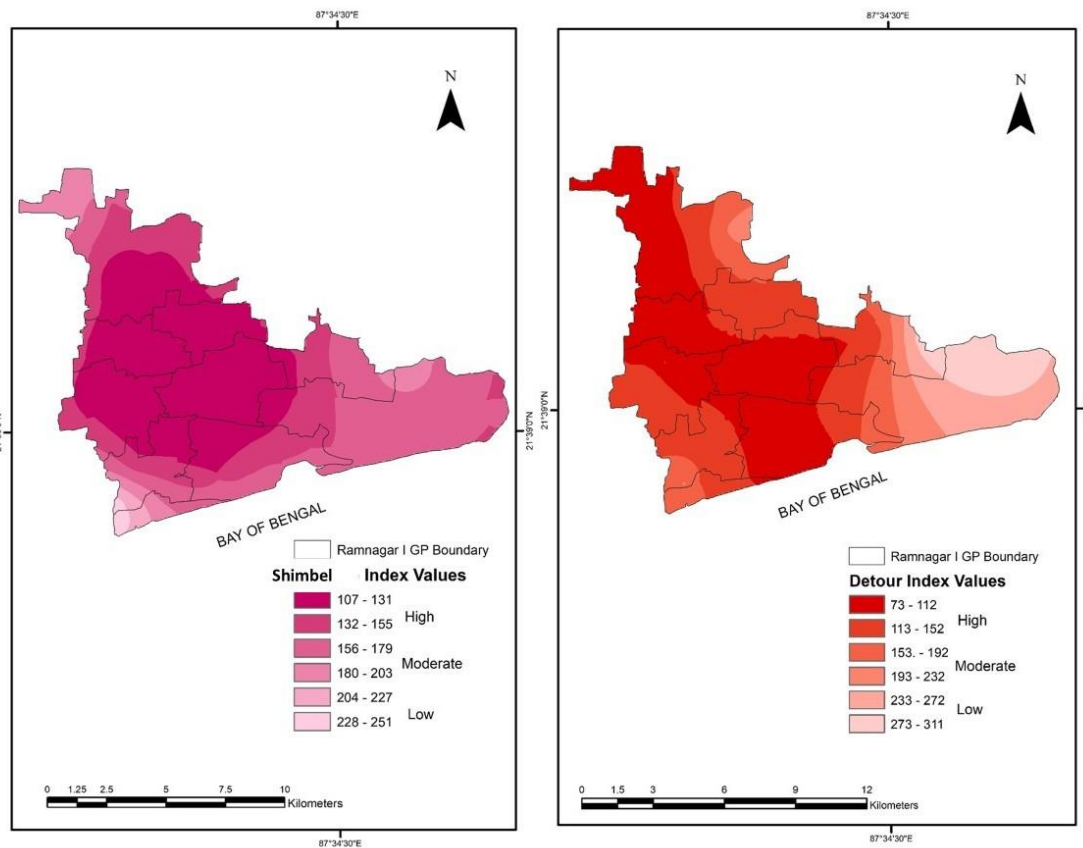 87°34'30"E
N
BAY OF BENGAL
Ramnagar I GP Boundary
Shimbel Index Values
107 - 131
High
132 - 155
156 - 179
Moderate
180 - 203
204 - 227
Low
228 - 251
0 1.25 2.5 5 7.5 10
Kilometers
87°34'30"E
87°34'30"E
N
21°39'0"N
BAY OF BENGAL
Ramnagar I GP Boundary
Detour Index Values
73 - 112
High
113 - 152
153. - 192
Moderate
193 - 232
233 - 272
Low
273 - 311
0 1.5 3 6 9 12
Kilometers
87°34'30"E
21°39'0"N